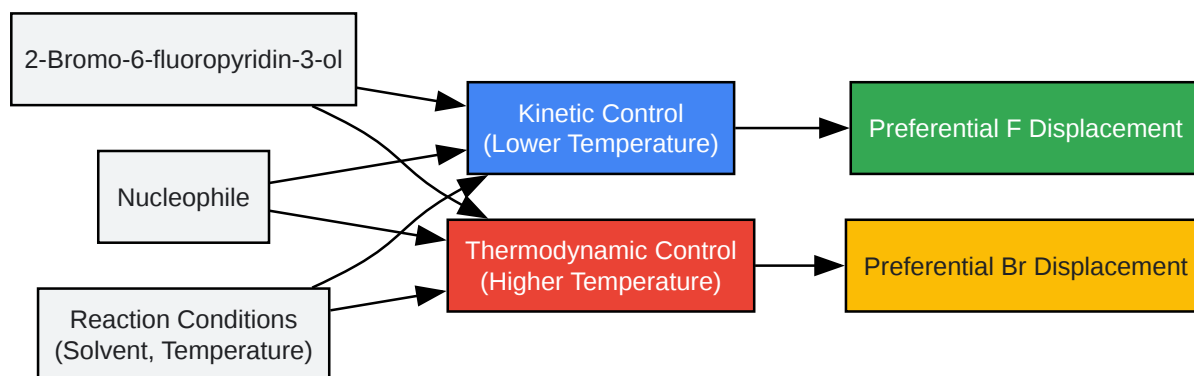 2-Bromo-6-fluoropyridin-3-ol
Nucleophile
Reaction Conditions
(Solvent, Temperature)
Kinetic Control
(Lower Temperature)
Thermodynamic Control
(Higher Temperature)
Preferential F Displacement
Preferential Br Displacement